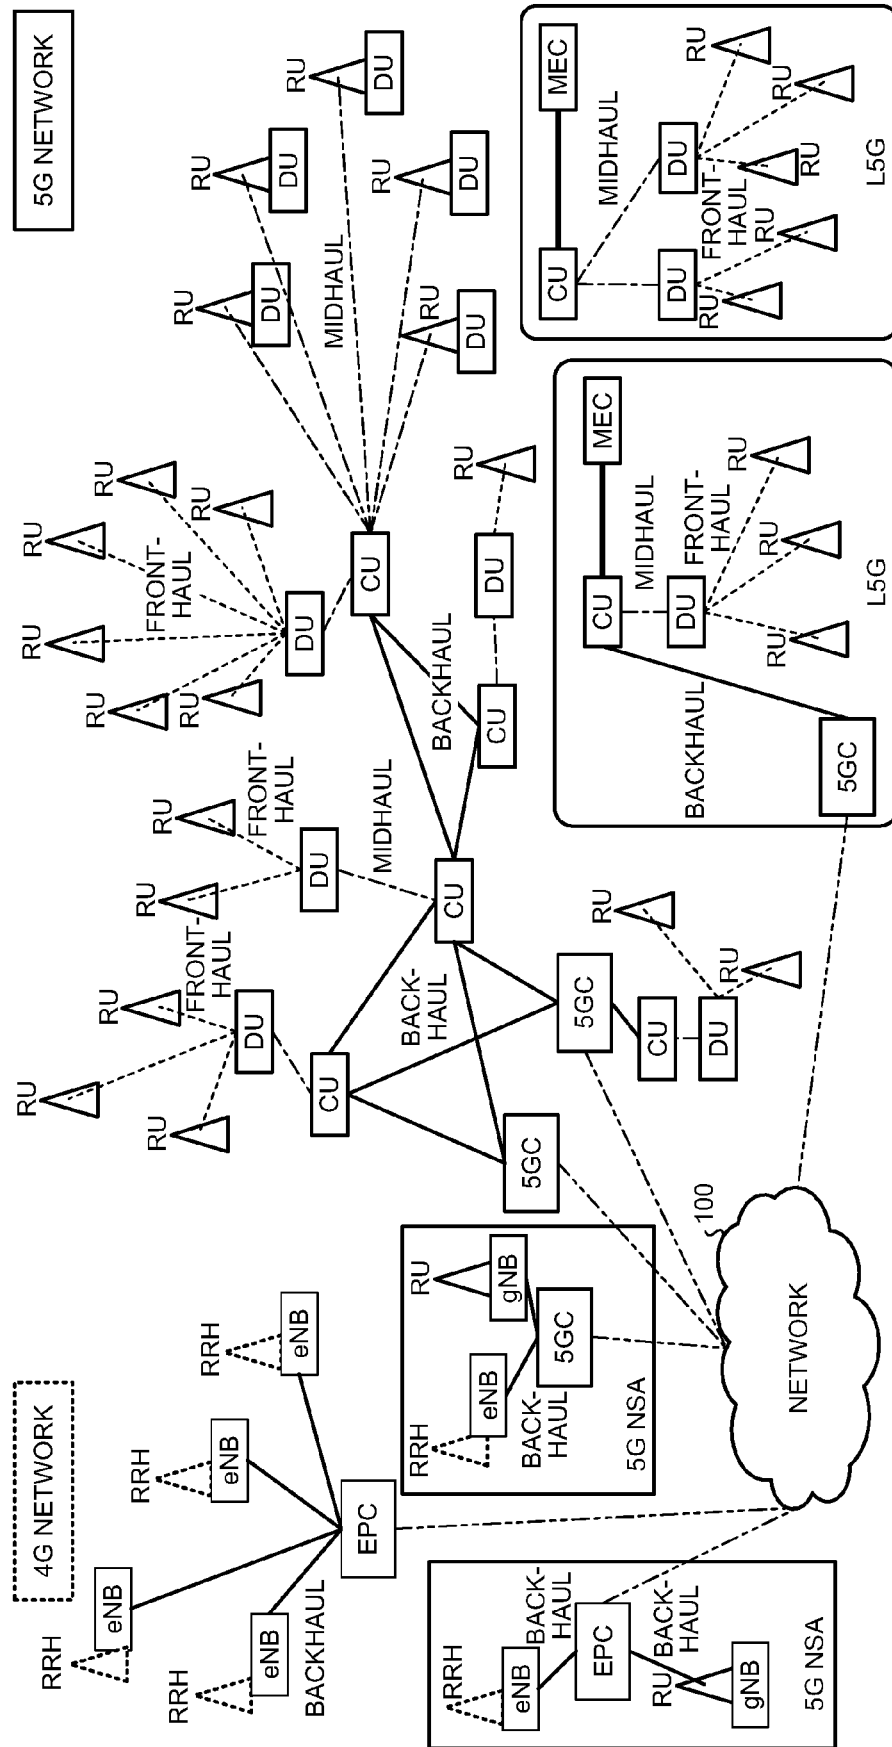 4G NETWORK
5G NETWORK
RRH
eNB
RRH
eNB
RRH
eNB
RRH
eNB
BACKHAUL
EPC
RRH
eNB
BACK-
HAUL
EPC
BACK-
HAUL
RU
gNB
5G NSA
RRH
eNB
RU
gNB
BACK-
HAUL
5GC
5G NSA
NETWORK
100
RU
RU
RU
FRONT-
HAUL
DU
CU
RU
RU
FRONT-
HAUL
DU
MIDHAUL
CU
BACK-
HAUL
5GC
5GC
CU
DU
RU
RU
RU
RU
RU
RU
RU
RU
FRONT-
HAUL
DU
CU
BACKHAUL
CU
DU
RU
RU
DU
RU
DU
RU
DU
MIDHAUL
RU
DU
RU
DU
CU
MEC
MIDHAUL
DU
FRONT-
HAUL
BACKHAUL
RU
RU
RU
5GC
L5G
CU
MEC
MIDHAUL
DU
DU
FRONT-
HAUL
RU
RU
RU
RU
RU
L5G